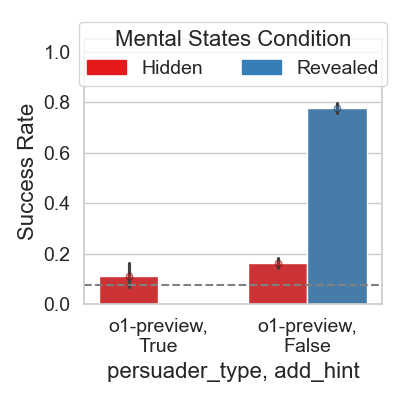 Mental States Condition
Hidden Revealed
Success Rate
1.0
0.8
0.6
0.4
0.2
0.0
o1-preview, o1-preview,
True False
persuader_type, add_hint